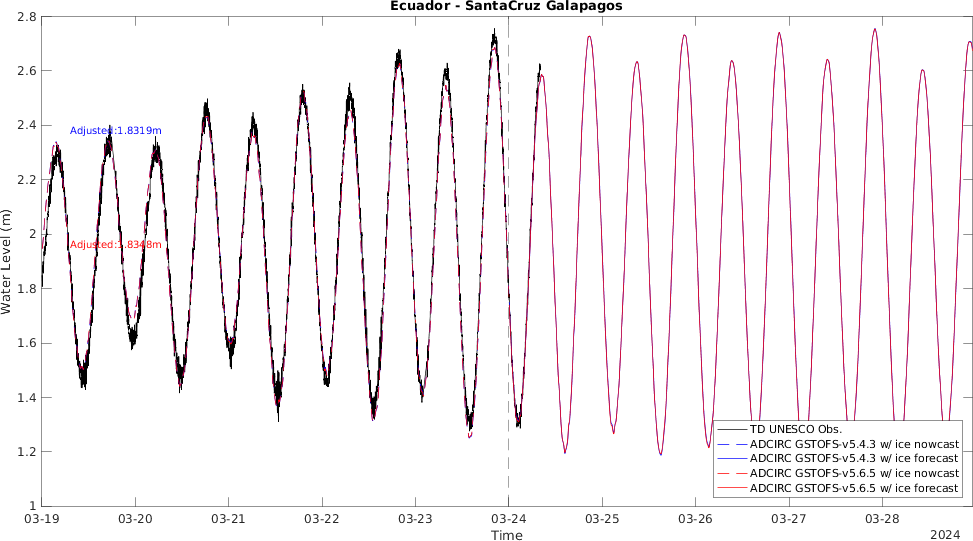 Ecuador - SantaCruz Galapagos
2.8
2.6
2.4
2.2
2
1.8
1.6
1.4
1.2
1
Water Level (m)
Adjusted:1.8319m
Adjusted:1.8348m
TD UNESCO Obs.
ADCIRC GSTOFS-v5.4.3 w/ ice nowcast
ADCIRC GSTOFS-v5.4.3 w/ ice forecast
ADCIRC GSTOFS-v5.6.5 w/ ice nowcast
ADCIRC GSTOFS-v5.6.5 w/ ice forecast
03-19 03-20 03-21 03-22 03-23 03-24 03-25 03-26 03-27 03-28
Time
2024